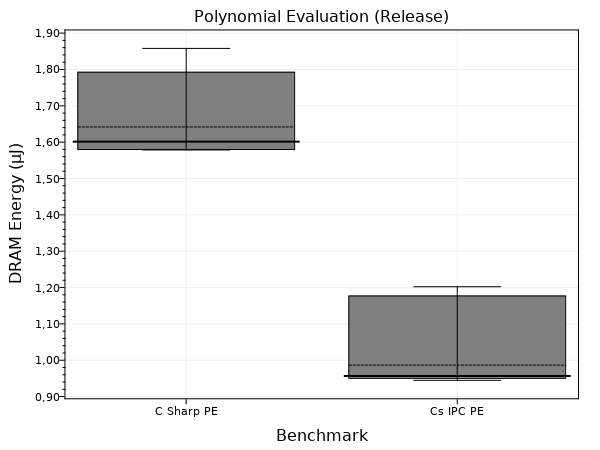 Polynomial Evaluation (Release)
1,90
1,80
1,70
1,60
1,50
1,40
1,30
1,20
1,10
1,00
0,90
DRAM Energy (µJ)
C Sharp PE
Cs IPC PE
Benchmark